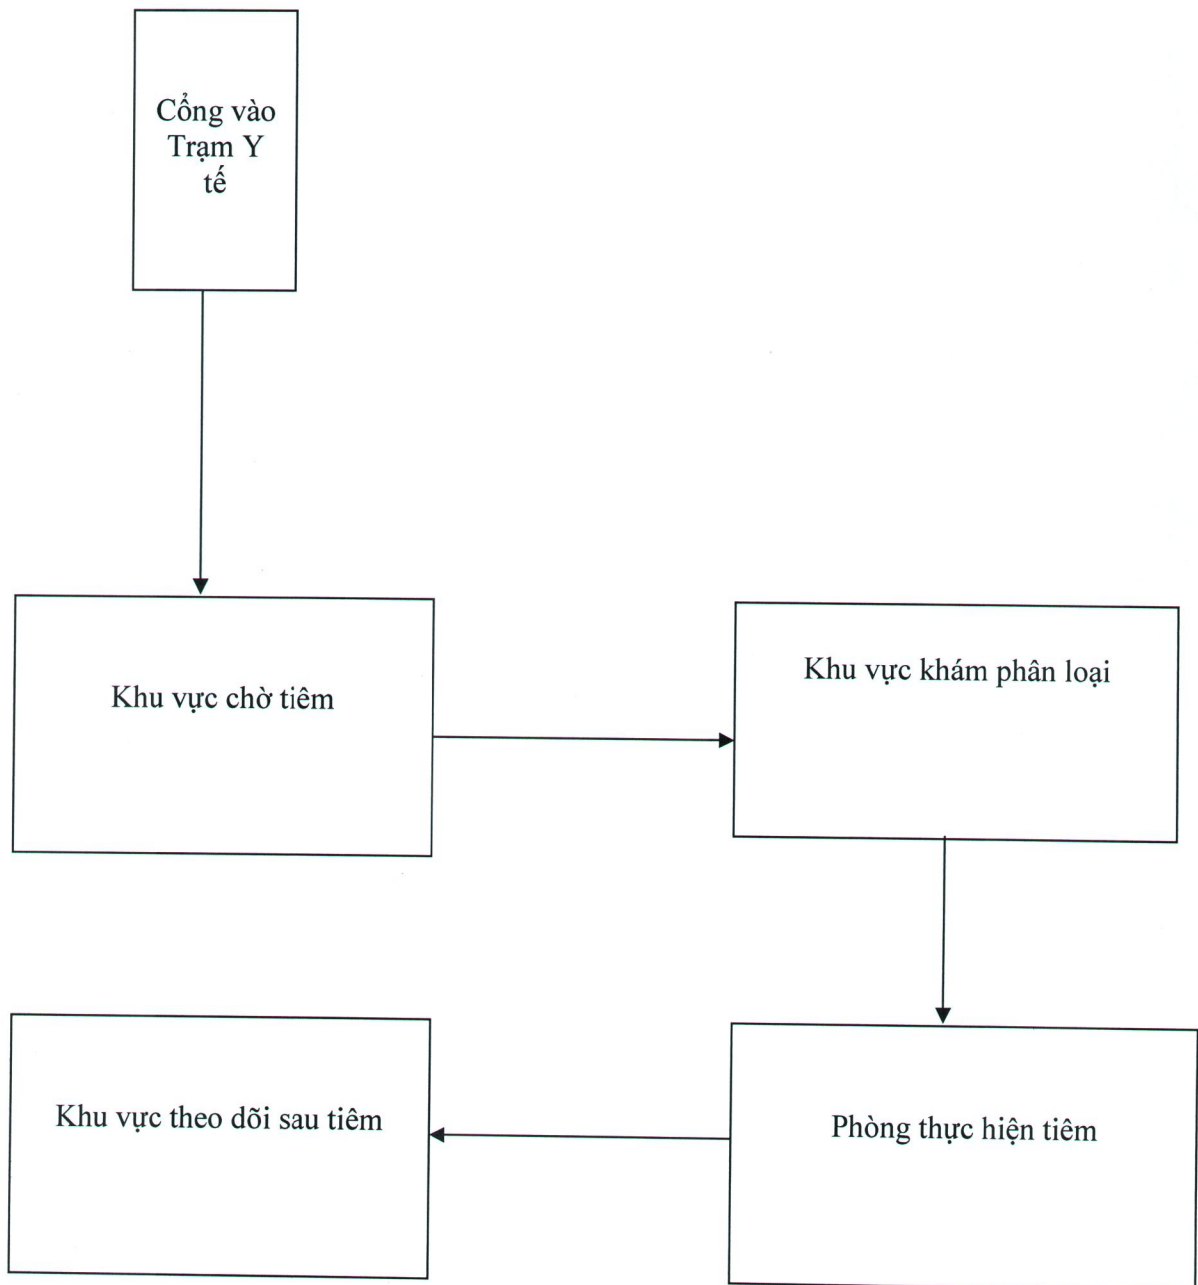 Cổng vào
Trạm Y
tế
Khu vực chờ tiêm
Khu vực khám phân loại
Phòng thực hiện tiêm
Khu vực theo dõi sau tiêm